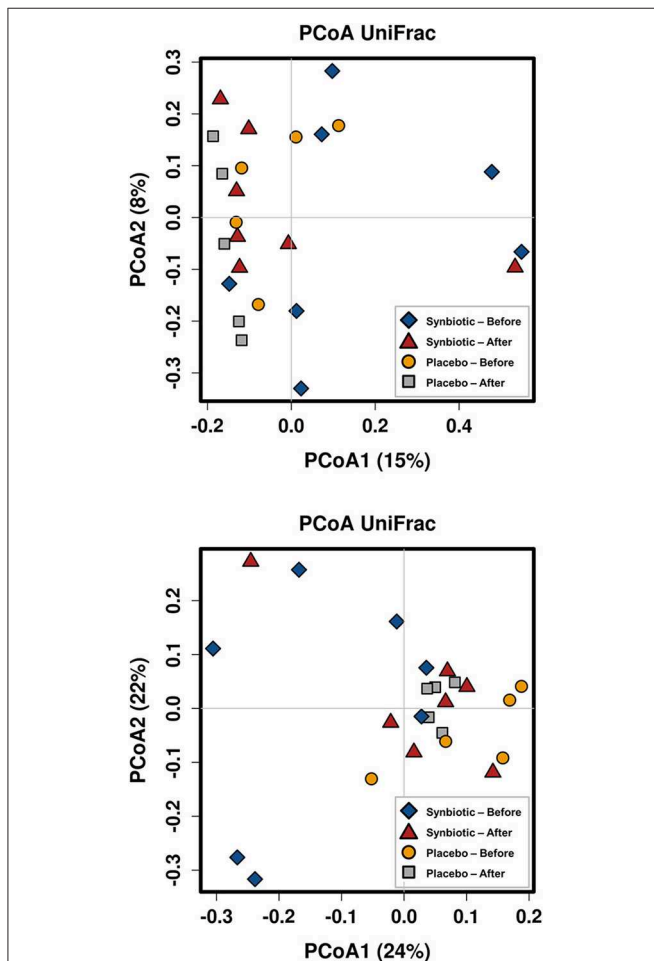 PCoA UniFrac
0.3
0.2
0.1
0.0
-0.1
-0.2
-0.3
PCoA2 (8%)
Synbiotic – Before
Synbiotic – After
Placebo – Before
Placebo – After
-0.2 0.0 0.2 0.4
PCoA1 (15%)
PCoA UniFrac
0.2
0.1
0.0
-0.1
-0.2
-0.3
PCoA2 (22%)
Synbiotic – Before
Synbiotic – After
Placebo – Before
Placebo – After
-0.3 -0.2 -0.1 0.0 0.1 0.2
PCoA1 (24%)